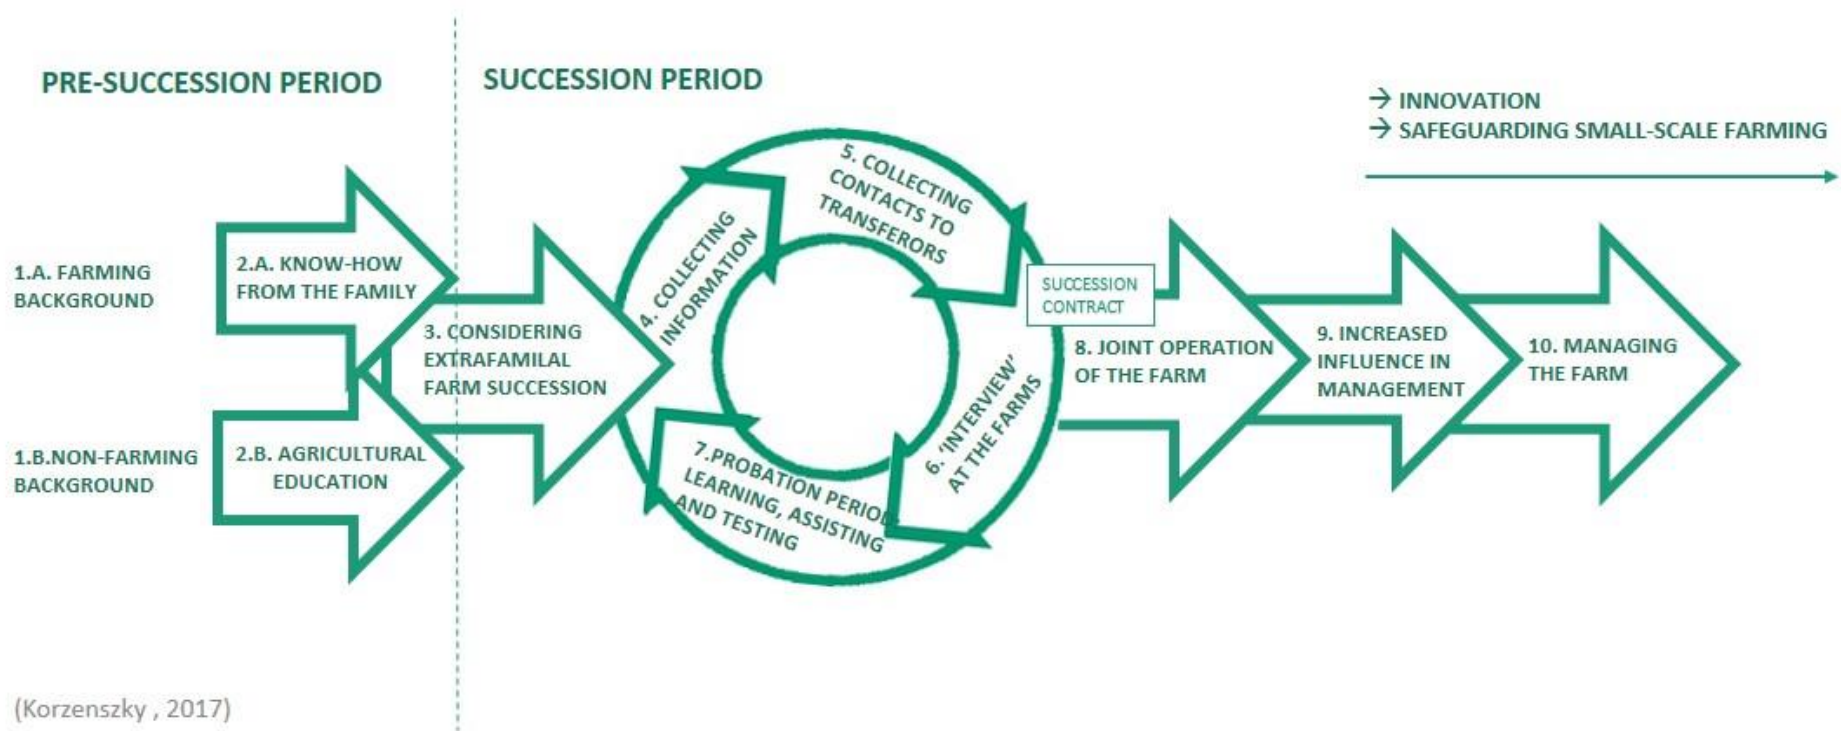 PRE-SUCCESSION PERIOD
SUCCESSION PERIOD
→ INNOVATION
→ SAFEGUARDING SMALL-SCALE FARMING
1.A. FARMING
BACKGROUND
2.A. KNOW-HOW
FROM THE FAMILY
1.B.NON-FARMING
BACKGROUND
2.B. AGRICULTURAL
EDUCATION
3. CONSIDERING
EXTRAFAMILAL
FARM SUCCESSION
4. COLLECTING
INFORMATION
5. COLLECTING
CONTACTS TO
TRANSFERORS
6. ‘INTERVIEW’
AT THE FARMS
7.PROBATION PERIOD:
LEARNING, ASSISTING
AND TESTING
SUCCESSION
CONTRACT
8. JOINT OPERATION
OF THE FARM
9. INCREASED
INFLUENCE IN
MANAGEMENT
10. MANAGING
THE FARM
(Korzenszky , 2017)